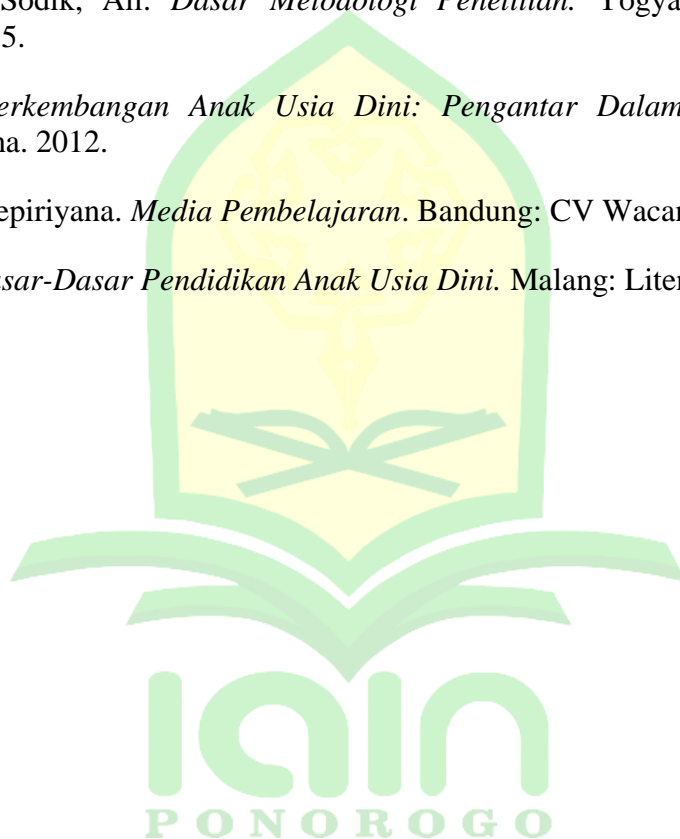 Sodik, Ali. Dasar Metodologi Penelitian. Yogya
5.
erkembangan Anak Usia Dini: Pengantar Dalam
na. 2012.
epiriyana. Media Pembelajaran. Bandung: CV Wacan
sar-Dasar Pendidikan Anak Usia Dini. Malang: Liter
iain
PONOROGO